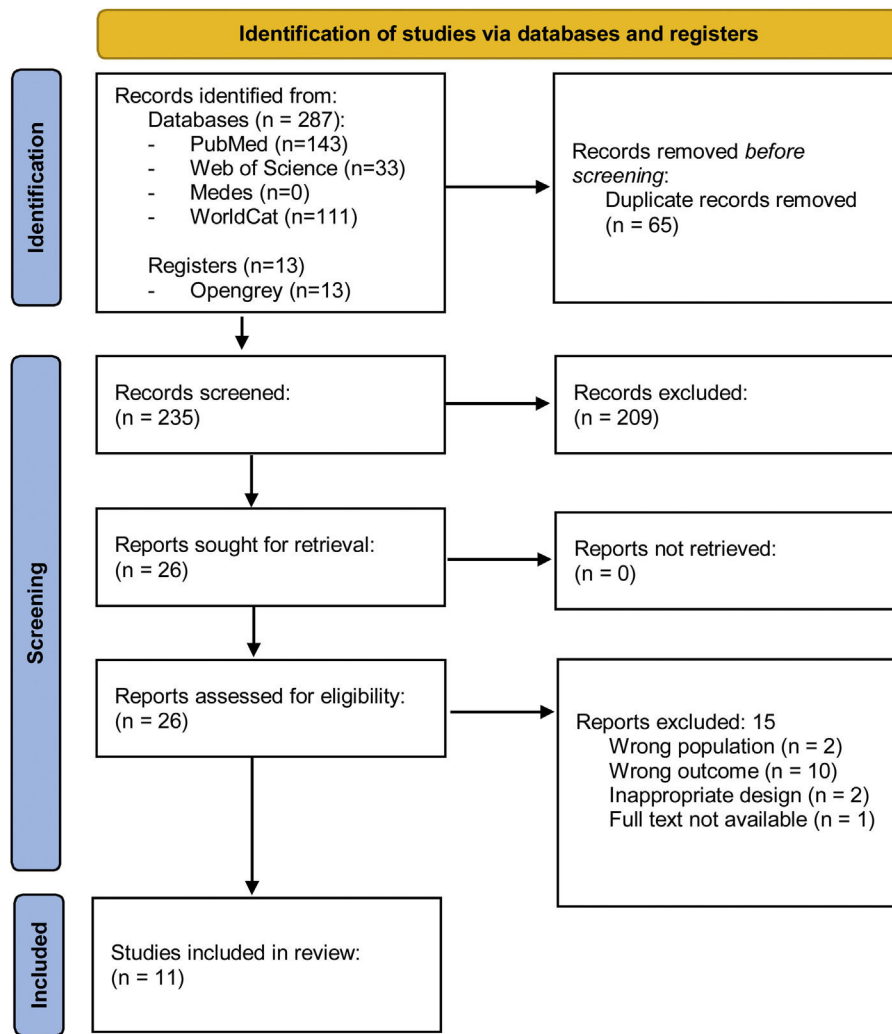 Identification of studies via databases and registers
Identification
Records identified from:
Databases (n = 287):
- PubMed (n=143)
- Web of Science (n=33)
- Medes (n=0)
- WorldCat (n=111)
Registers (n=13)
- Opengrey (n=13)
Records removed before
screening:
Duplicate records removed
(n = 65)
Screening
Records screened:
(n = 235)
Records excluded:
(n = 209)
Reports sought for retrieval:
(n = 26)
Reports not retrieved:
(n = 0)
Reports assessed for eligibility:
(n = 26)
Reports excluded: 15
Wrong population (n = 2)
Wrong outcome (n = 10)
Inappropriate design (n = 2)
Full text not available (n = 1)
Included
Studies included in review:
(n = 11)